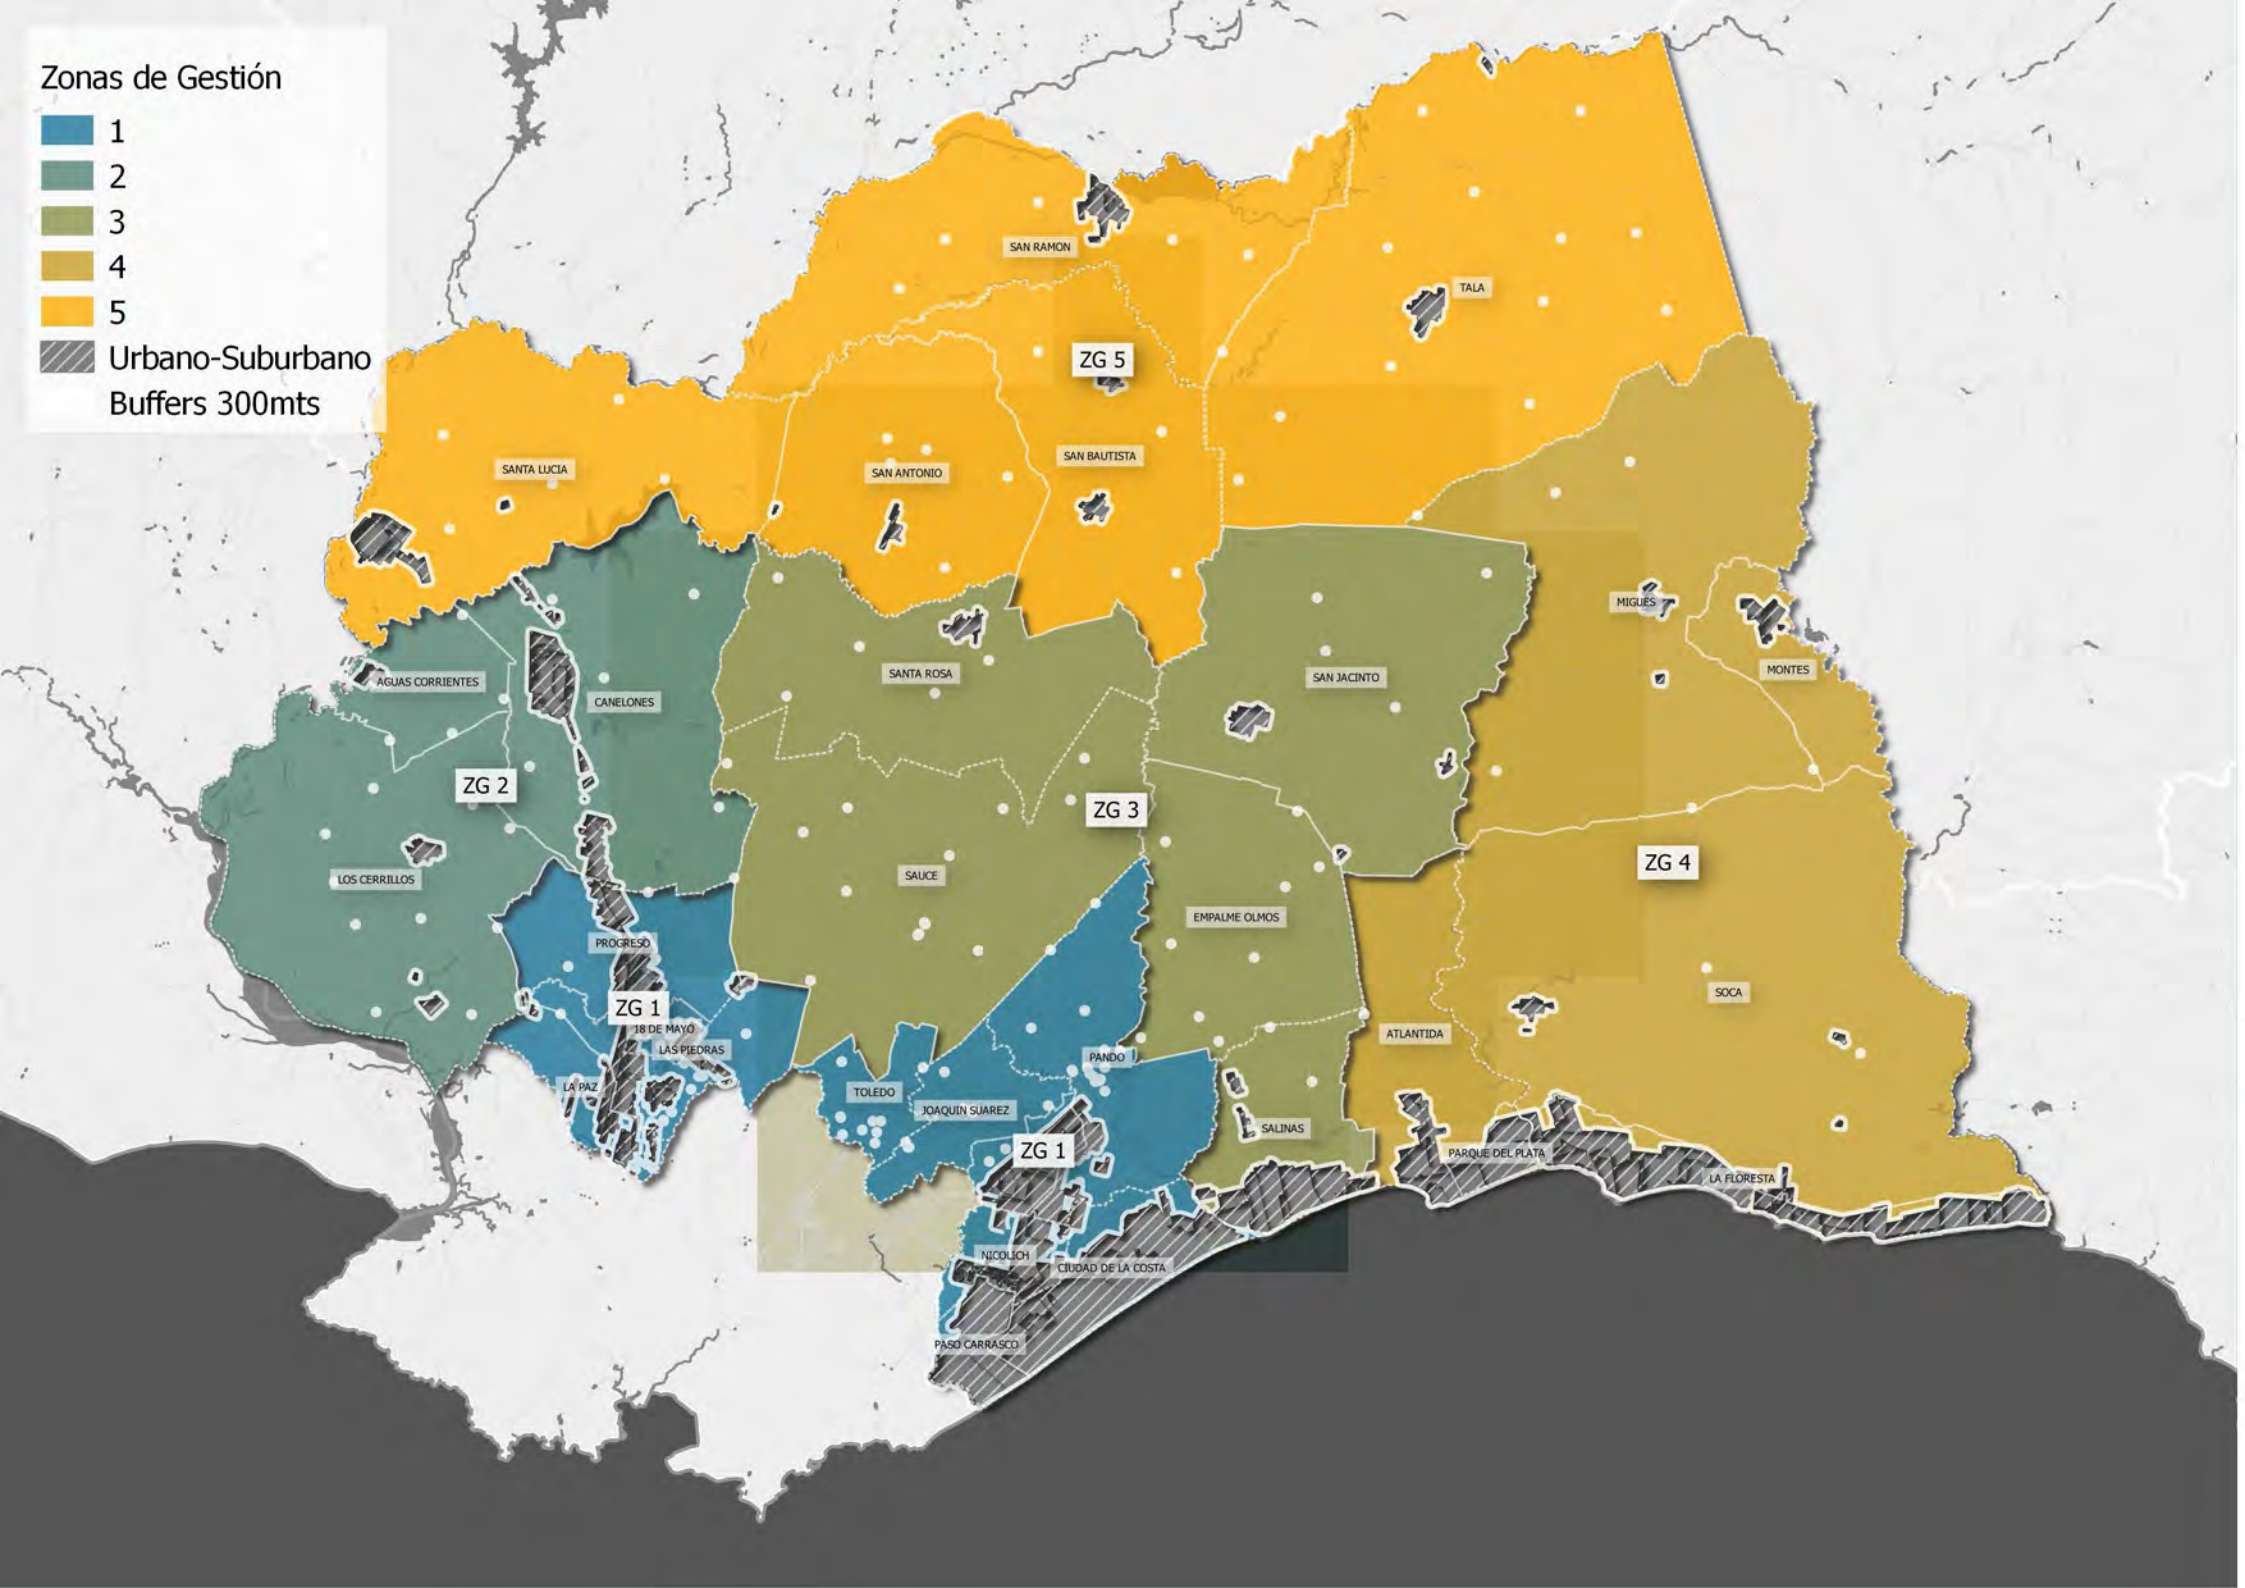 Zonas de Gestión
1
2
3
4
5
Urbano-Suburbano
Buffers 300mts
SAN RAMON
TALA
ZG 5
SAN BAUTISTA
SANTA LUCIA
SAN ANTONIO
MIGUES
MONTES
SANTA ROSA
SAN JACINTO
AGUAS CORRIENTES
CANELONES
ZG 2
ZG 3
ZG 4
LOS CERRILLOS
SAUCE
EMPALME OLMOS
PROGRESO
SOCA
ZG 1
18 DE MAYO
ATLANTIDA
LAS PIEDRAS
PANDO
LA PAZ
TOLEDO
JOAQUIN SUAREZ
SALINAS
ZG 1
PARQUE DEL PLATA
LA FLORESTA
NICOLICH
CIUDAD DE LA COSTA
PASO CARRASCO